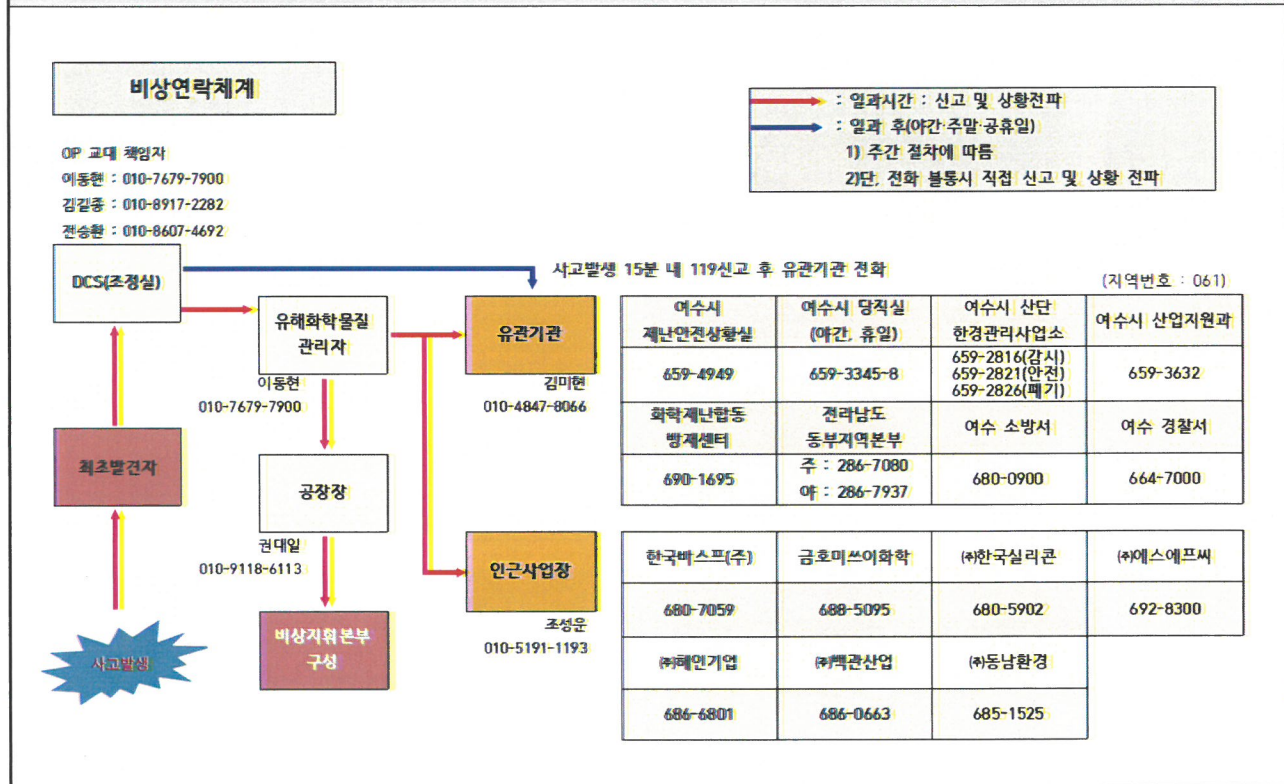 비상연락체계
: 일과시간 : 신고 및 상황전파
: 일과 후(야간·주말·공휴일)
1) 주간 절차에 따름
2)단, 전화 불통시 직접 신고 및 상황 전파
OP 교대 책임자
이동현 : 010-7679-7900
김길종 : 010-8917-2282
전승환 : 010-8607-4692
DCS(조정실)
사고발생 15분 내 119신고 후 유관기관 전화
(지역번호 : 061)
유해화학물질
관리자
이동현
010-7679-7900
유관기관
김미현
010-4847-8066
최초발견자
공장장
권대일
010-9118-6113
인근사업장
조성운
010-5191-1193
사고발생
비상지휘본부
구성
여수시
재난안전상황실
여수시 당직실
(야간, 휴일)
여수시 산단
환경관리사업소
여수시 산업지원과
659-4949
659-3345~8
659-2816(감시)
659-2821(안전)
659-2826(폐기)
659-3632
화학재난합동
방재센터
전라남도
동부지역본부
여수 소방서
여수 경찰서
690-1695
주 : 286-7080
야 : 286-7937
680-0900
664-7000
한국바스프(주)
금호미쓰이화학
㈜한국실리콘
㈜에스에프씨
680-7059
688-5095
680-5902
692-8300
㈜해인기업
㈜백관산업
㈜동남환경
686-6801
686-0663
685-1525